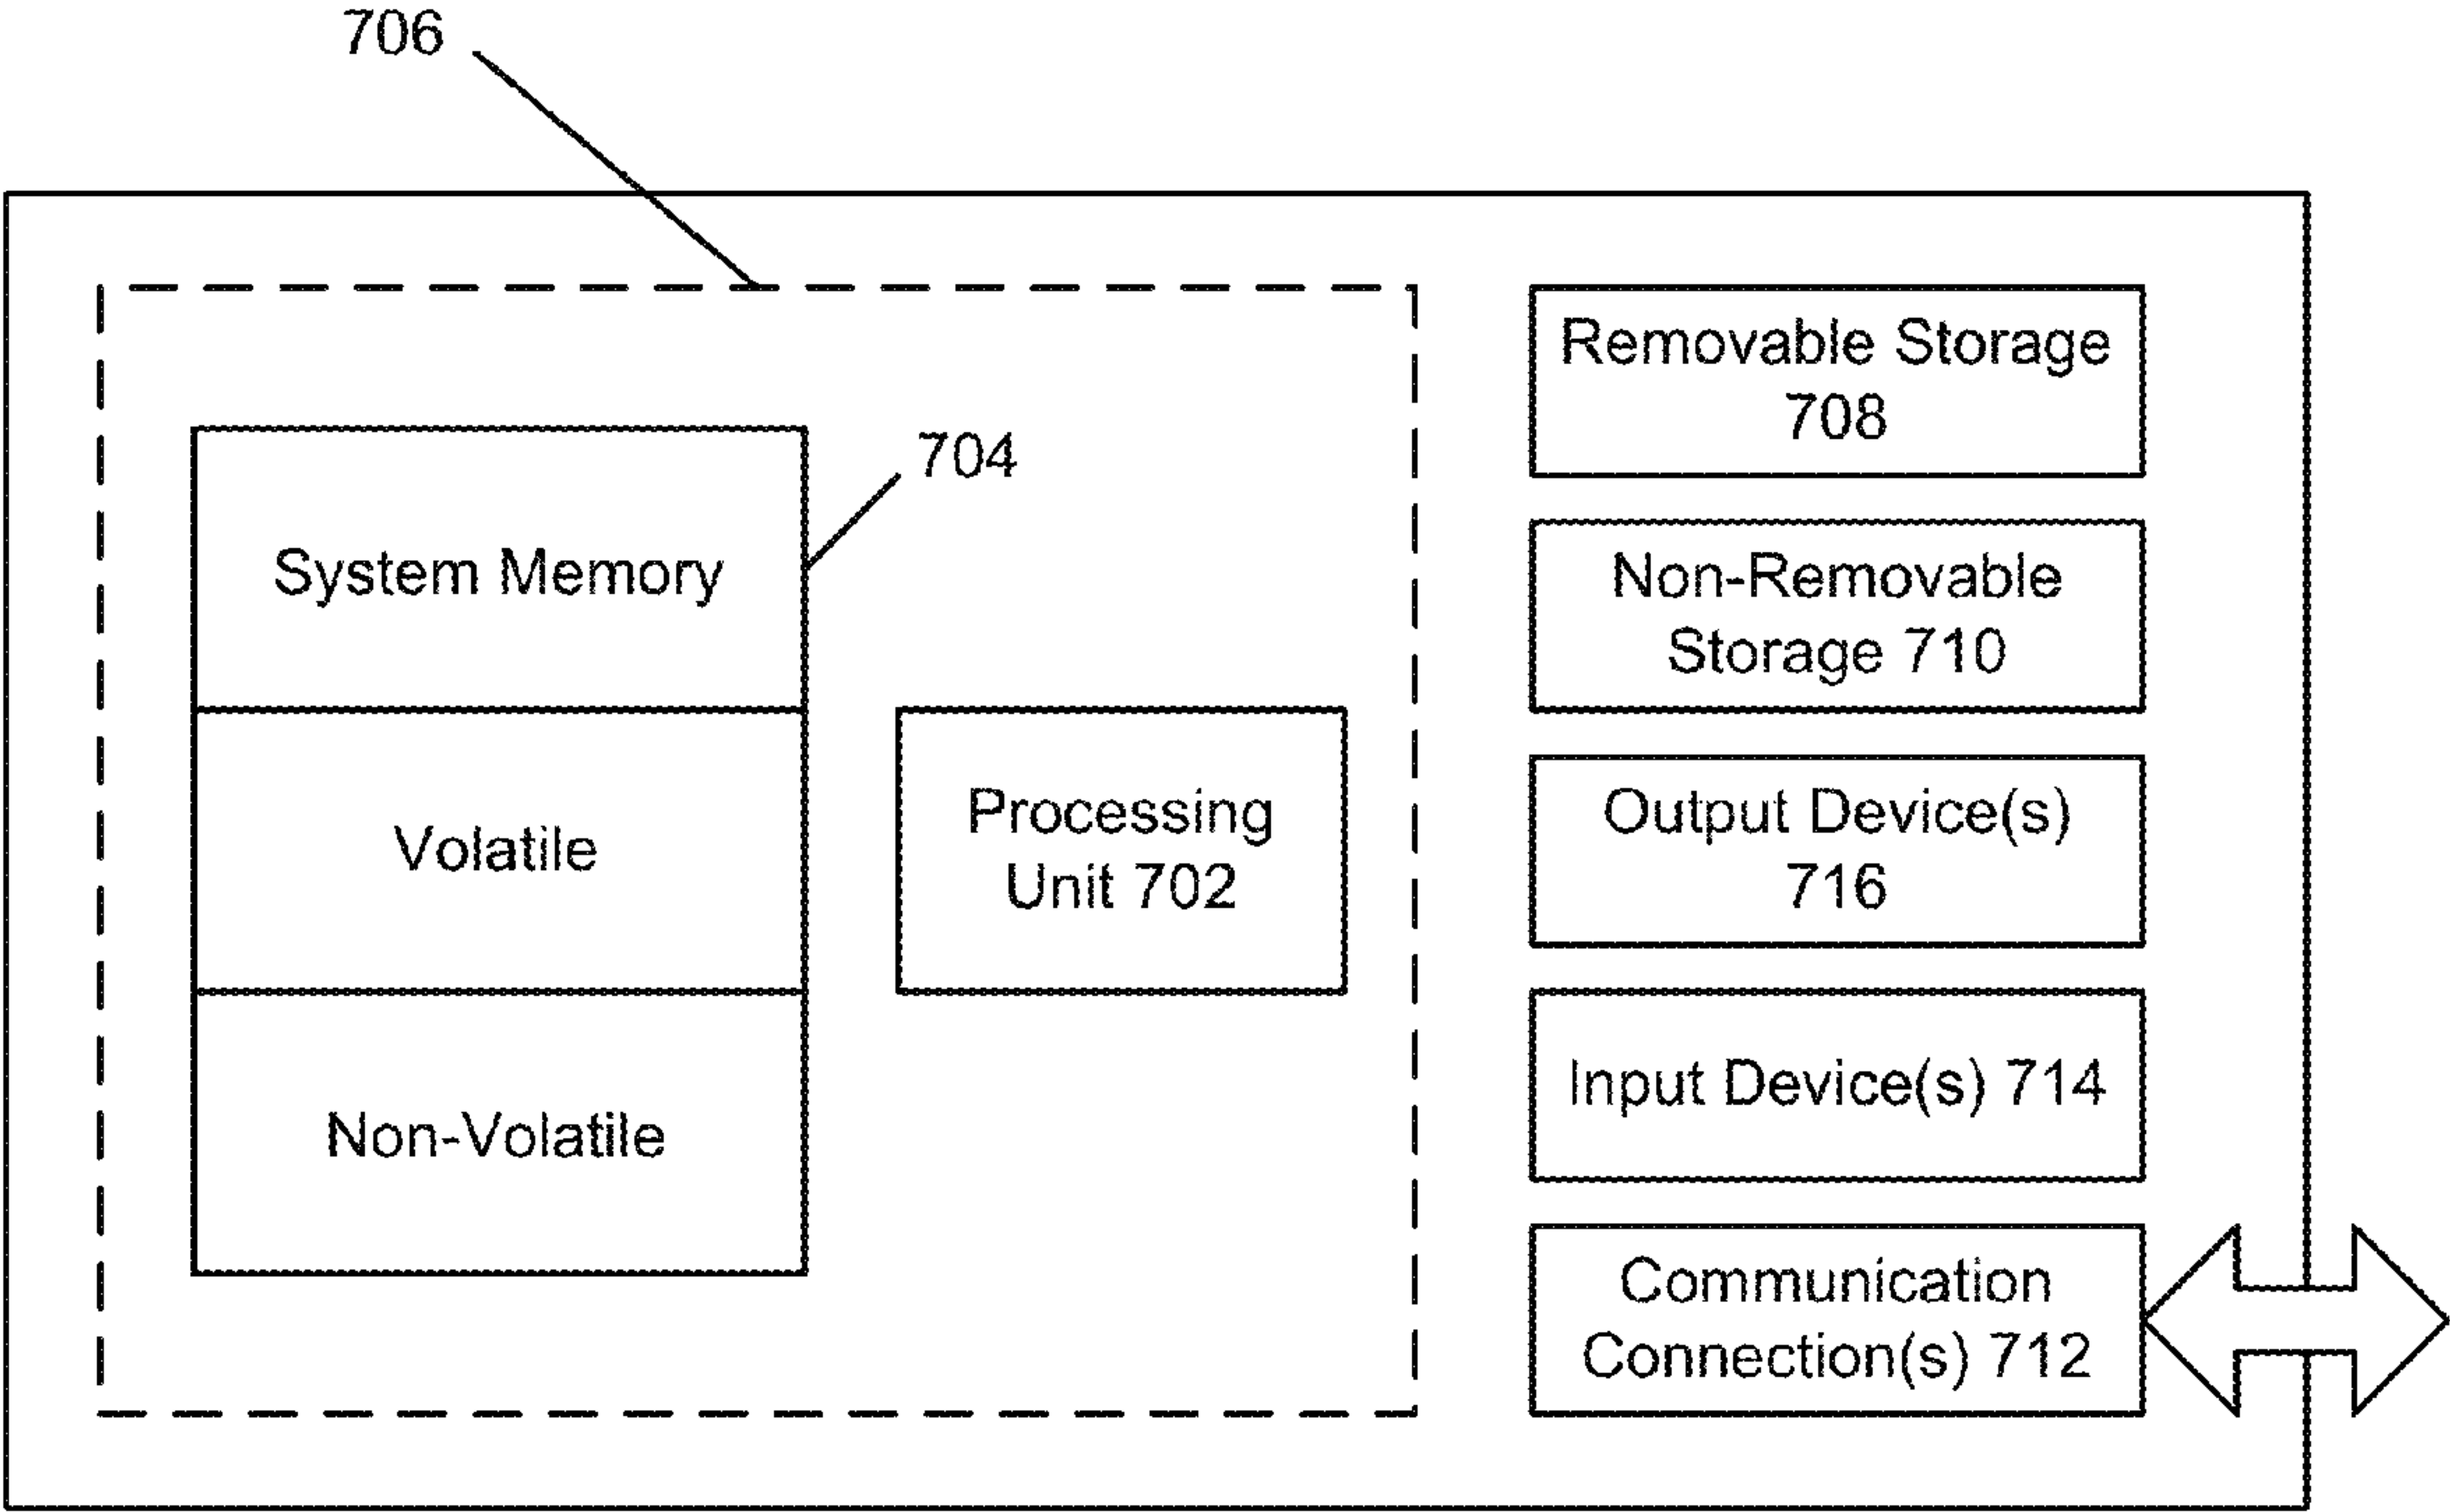 706
704
System Memory
Volatile
Non-Volatile
Processing
Unit 702
Removable Storage
708
Non-Removable
Storage 710
Output Device(s)
716
Input Device(s) 714
Communication
Connection(s) 712